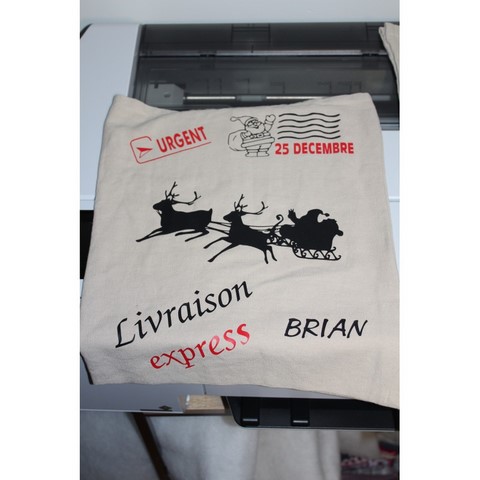 URGENT
25 DECEMBRE
Livraison
express
BRIAN